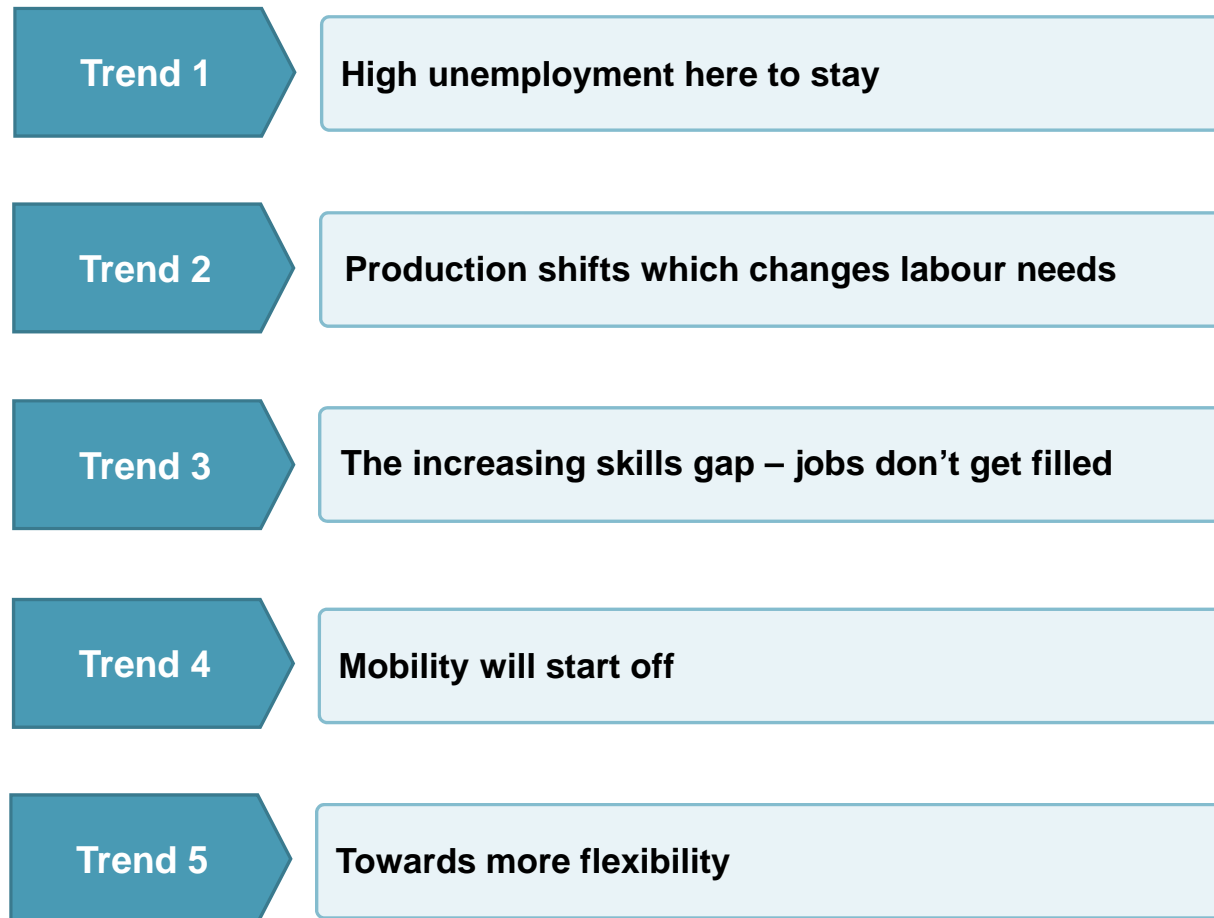 Trend 1
High unemployment here to stay
Trend 2
Production shifts which changes labour needs
Trend 3
The increasing skills gap – jobs don’t get filled
Trend 4
Mobility will start off
Trend 5
Towards more flexibility